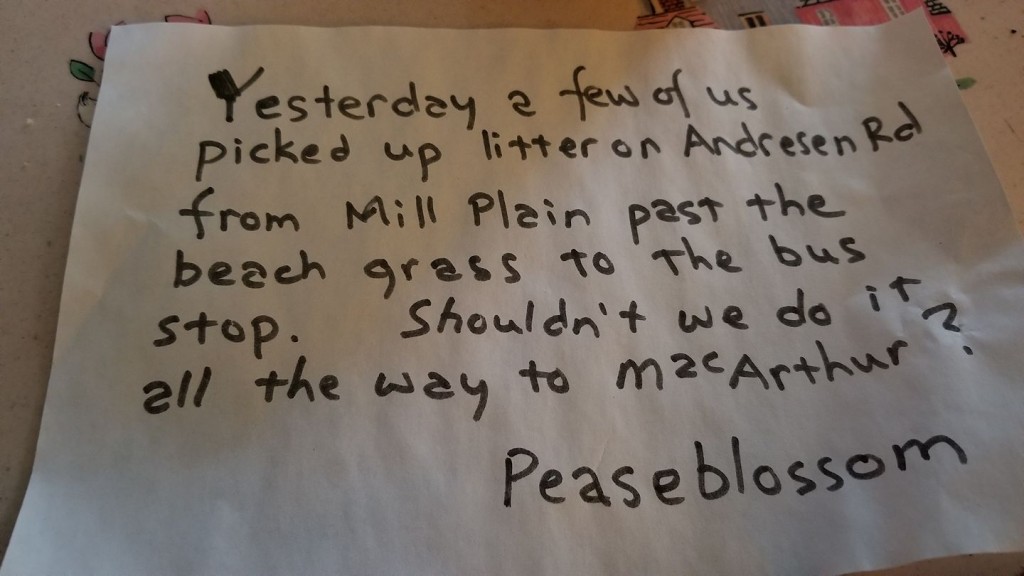 Yesterday a few of us
picked up litter on Andresen Rd
from Mill Plain past the
beach grass to the bus
stop. Shouldn't we do it
all the way to macArthur?
Peaseblossom